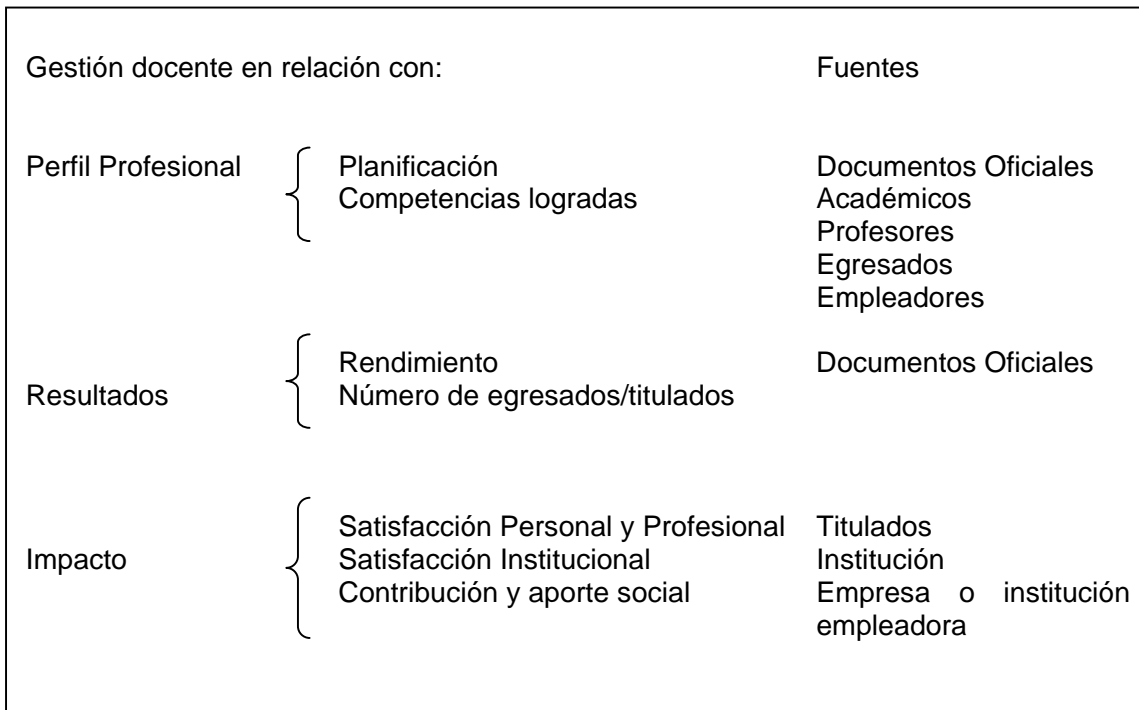 Gestión docente en relación con: Fuentes
Perfil Profesional Planificación Documentos Oficiales
Competencias logradas Académicos
Profesores
Egresados
Empleadores
Rendimiento Documentos Oficiales
Resultados Número de egresados/titulados
Satisfacción Personal y Profesional Titulados
Impacto Satisfacción Institucional Institución
Contribución y aporte social Empresa o institución
empleadora